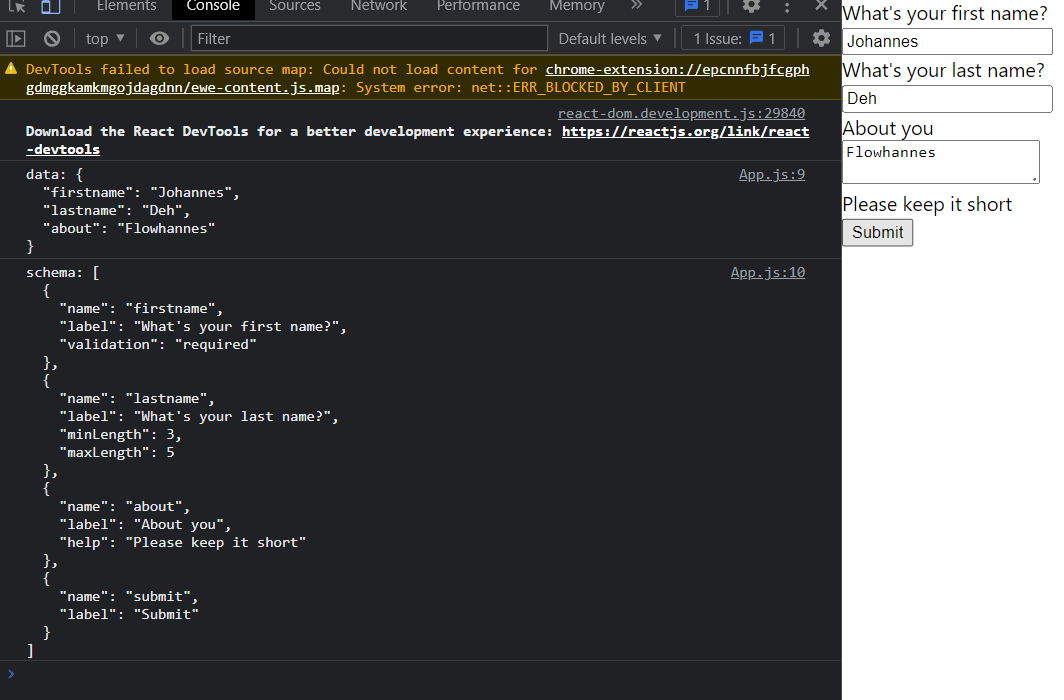 Elements Console Sources Network Performance Memory » 1
top ▼ Filter Default levels ▼ 1 Issue: 1
DevTools failed to load source map: Could not load content for chrome-extension://epcnnfbjfcgph
gdmggkamkmgojdagdnn/ewe-content.js.map: System error: net::ERR_BLOCKED_BY_CLIENT
react-dom.development.js:29840
Download the React DevTools for a better development experience: https://reactjs.org/link/react
-devtools
data: { App.js:9
"firstname": "Johannes",
"lastname": "Deh",
"about": "Flowhannes"
}
schema: [ App.js:10
{
"name": "firstname",
"label": "What's your first name?",
"validation": "required"
},
{
"name": "lastname",
"label": "What's your last name?",
"minLength": 3,
"maxLength": 5
},
{
"name": "about",
"label": "About you",
"help": "Please keep it short"
},
{
"name": "submit",
"label": "Submit"
}
]
What's your first name?
Johannes
What's your last name?
Deh
About you
Flowhannes
Please keep it short
Submit